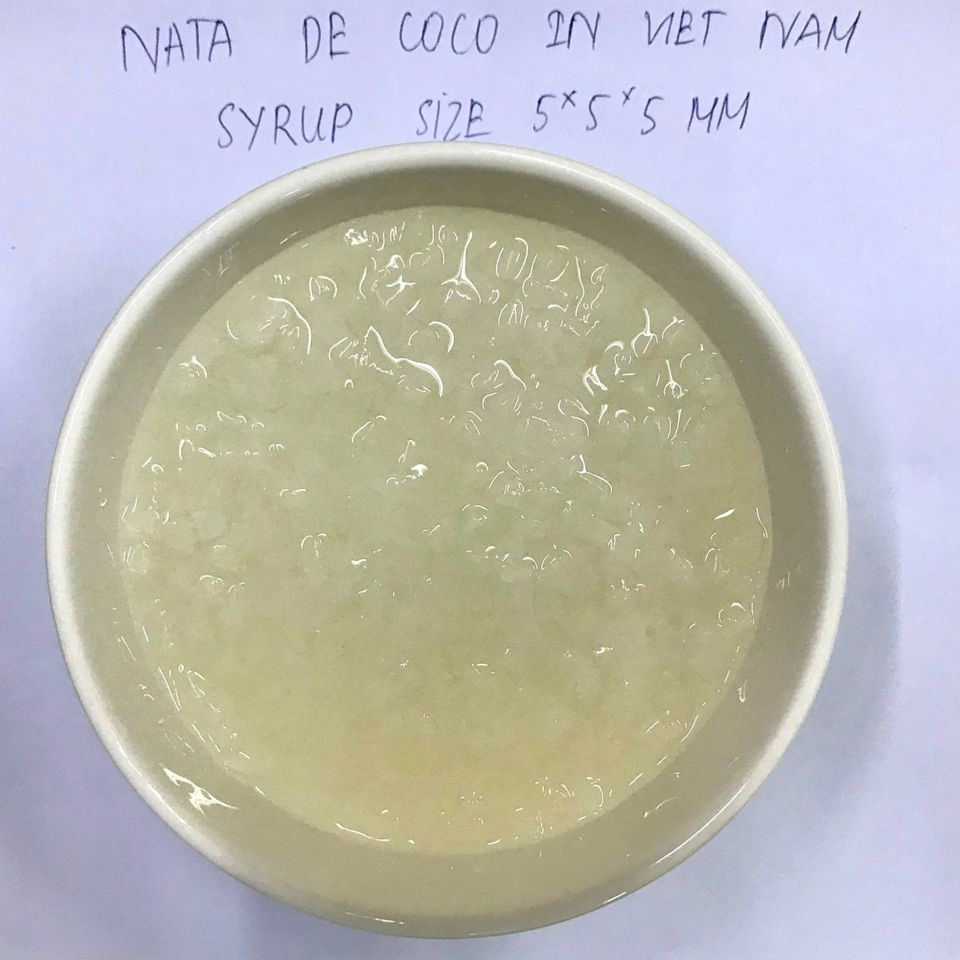 NATA DE COCO IN VIET NAM
SYRUP SIZE 5×5×5 MM